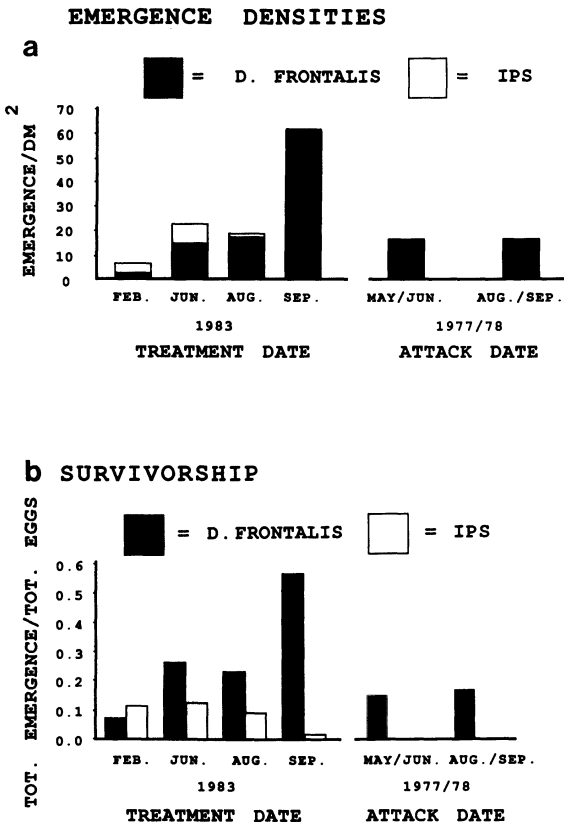 EMERGENCE DENSITIES
a
= D. FRONTALIS = IPS
EMERGENCE/DM 2
70
60
50
40
30
20
10
0
FEB. JUN. AUG. SEP. MAY/JUN. AUG./SEP.
1983 1977/78
TREATMENT DATE ATTACK DATE
b SURVIVORSHIP
= D.FRONTALIS = IPS
TOT. EMERGENCE/TOT. EGGS
0.6
0.5
0.4
0.3
0.2
0.1
0.0
FEB. JUN. AUG. SEP. MAY/JUN. AUG./SEP.
1983 1977/78
TREATMENT DATE ATTACK DATE